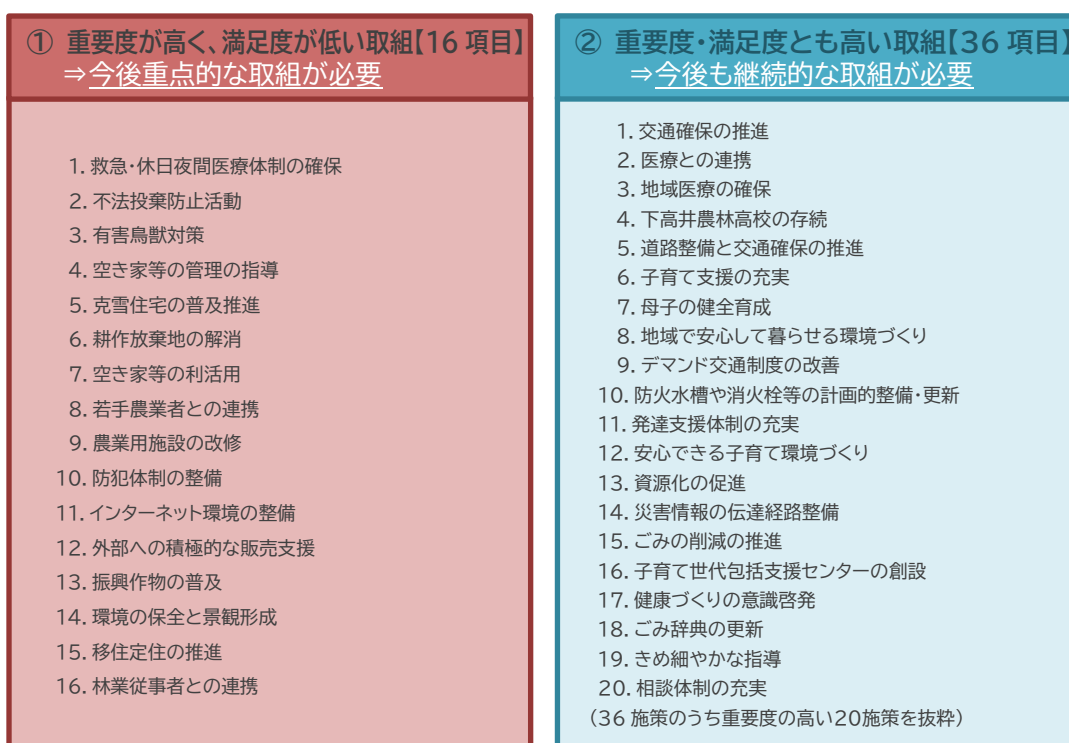 ① 重要度が高く、満足度が低い取組【16 項目】
⇒今後重点的な取組が必要
1. 救急・休日夜間医療体制の確保
2. 不法投棄防止活動
3. 有害鳥獣対策
4. 空き家等の管理の指導
5. 克雪住宅の普及推進
6. 耕作放棄地の解消
7. 空き家等の利活用
8. 若手農業者との連携
9. 農業用施設の改修
10. 防犯体制の整備
11. インターネット環境の整備
12. 外部への積極的な販売支援
13. 振興作物の普及
14. 環境の保全と景観形成
15. 移住定住の推進
16. 林業従事者との連携
② 重要度・満足度とも高い取組【36 項目】
⇒今後も継続的な取組が必要
1. 交通確保の推進
2. 医療との連携
3. 地域医療の確保
4. 下高井農林高校の存続
5. 道路整備と交通確保の推進
6. 子育て支援の充実
7. 母子の健全育成
8. 地域で安心して暮らせる環境づくり
9. デマンド交通制度の改善
10. 防火水槽や消火栓等の計画的整備・更新
11. 発達支援体制の充実
12. 安心できる子育て環境づくり
13. 資源化の促進
14. 災害情報の伝達経路整備
15. ごみの削減の推進
16. 子育て世代包括支援センターの創設
17. 健康づくりの意識啓発
18. ごみ辞典の更新
19. きめ細やかな指導
20. 相談体制の充実
(36 施策のうち重要度の高い20施策を抜粋)